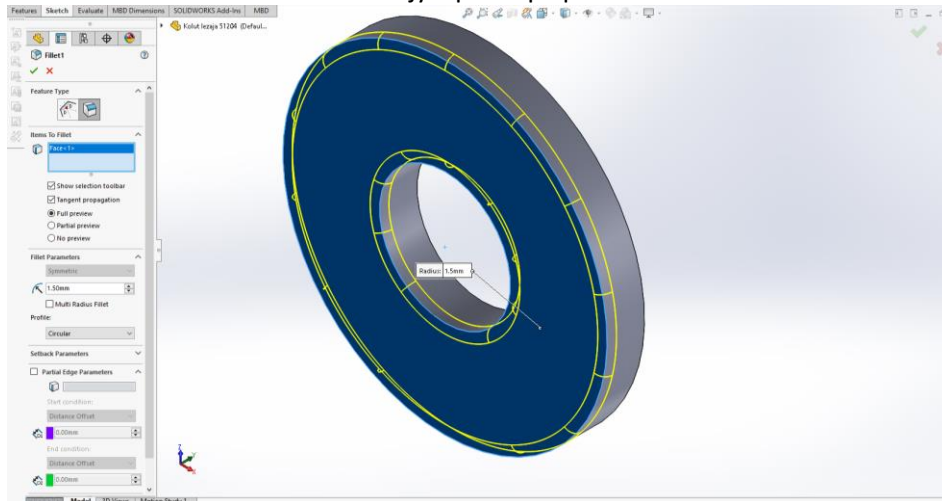 Features Sketch Evaluate MBD Dimensions SOLIDWORKS Add-Ins MBD
Kolut lezaja 51204 (Defaul...
Fillet1
Feature Type
Items To Fillet
Face<1>
Show selection toolbar
Tangent propagation
Full preview
Partial preview
No preview
Fillet Parameters
Symmetric
1.50mm
Multi Radius Fillet
Profile:
Circular
Setback Parameters
Partial Edge Parameters
Start condition:
Distance Offset
0.00mm
End condition:
Distance Offset
0.00mm
Radius: 1.5mm
Z
Model 3D Views Motion Study 1